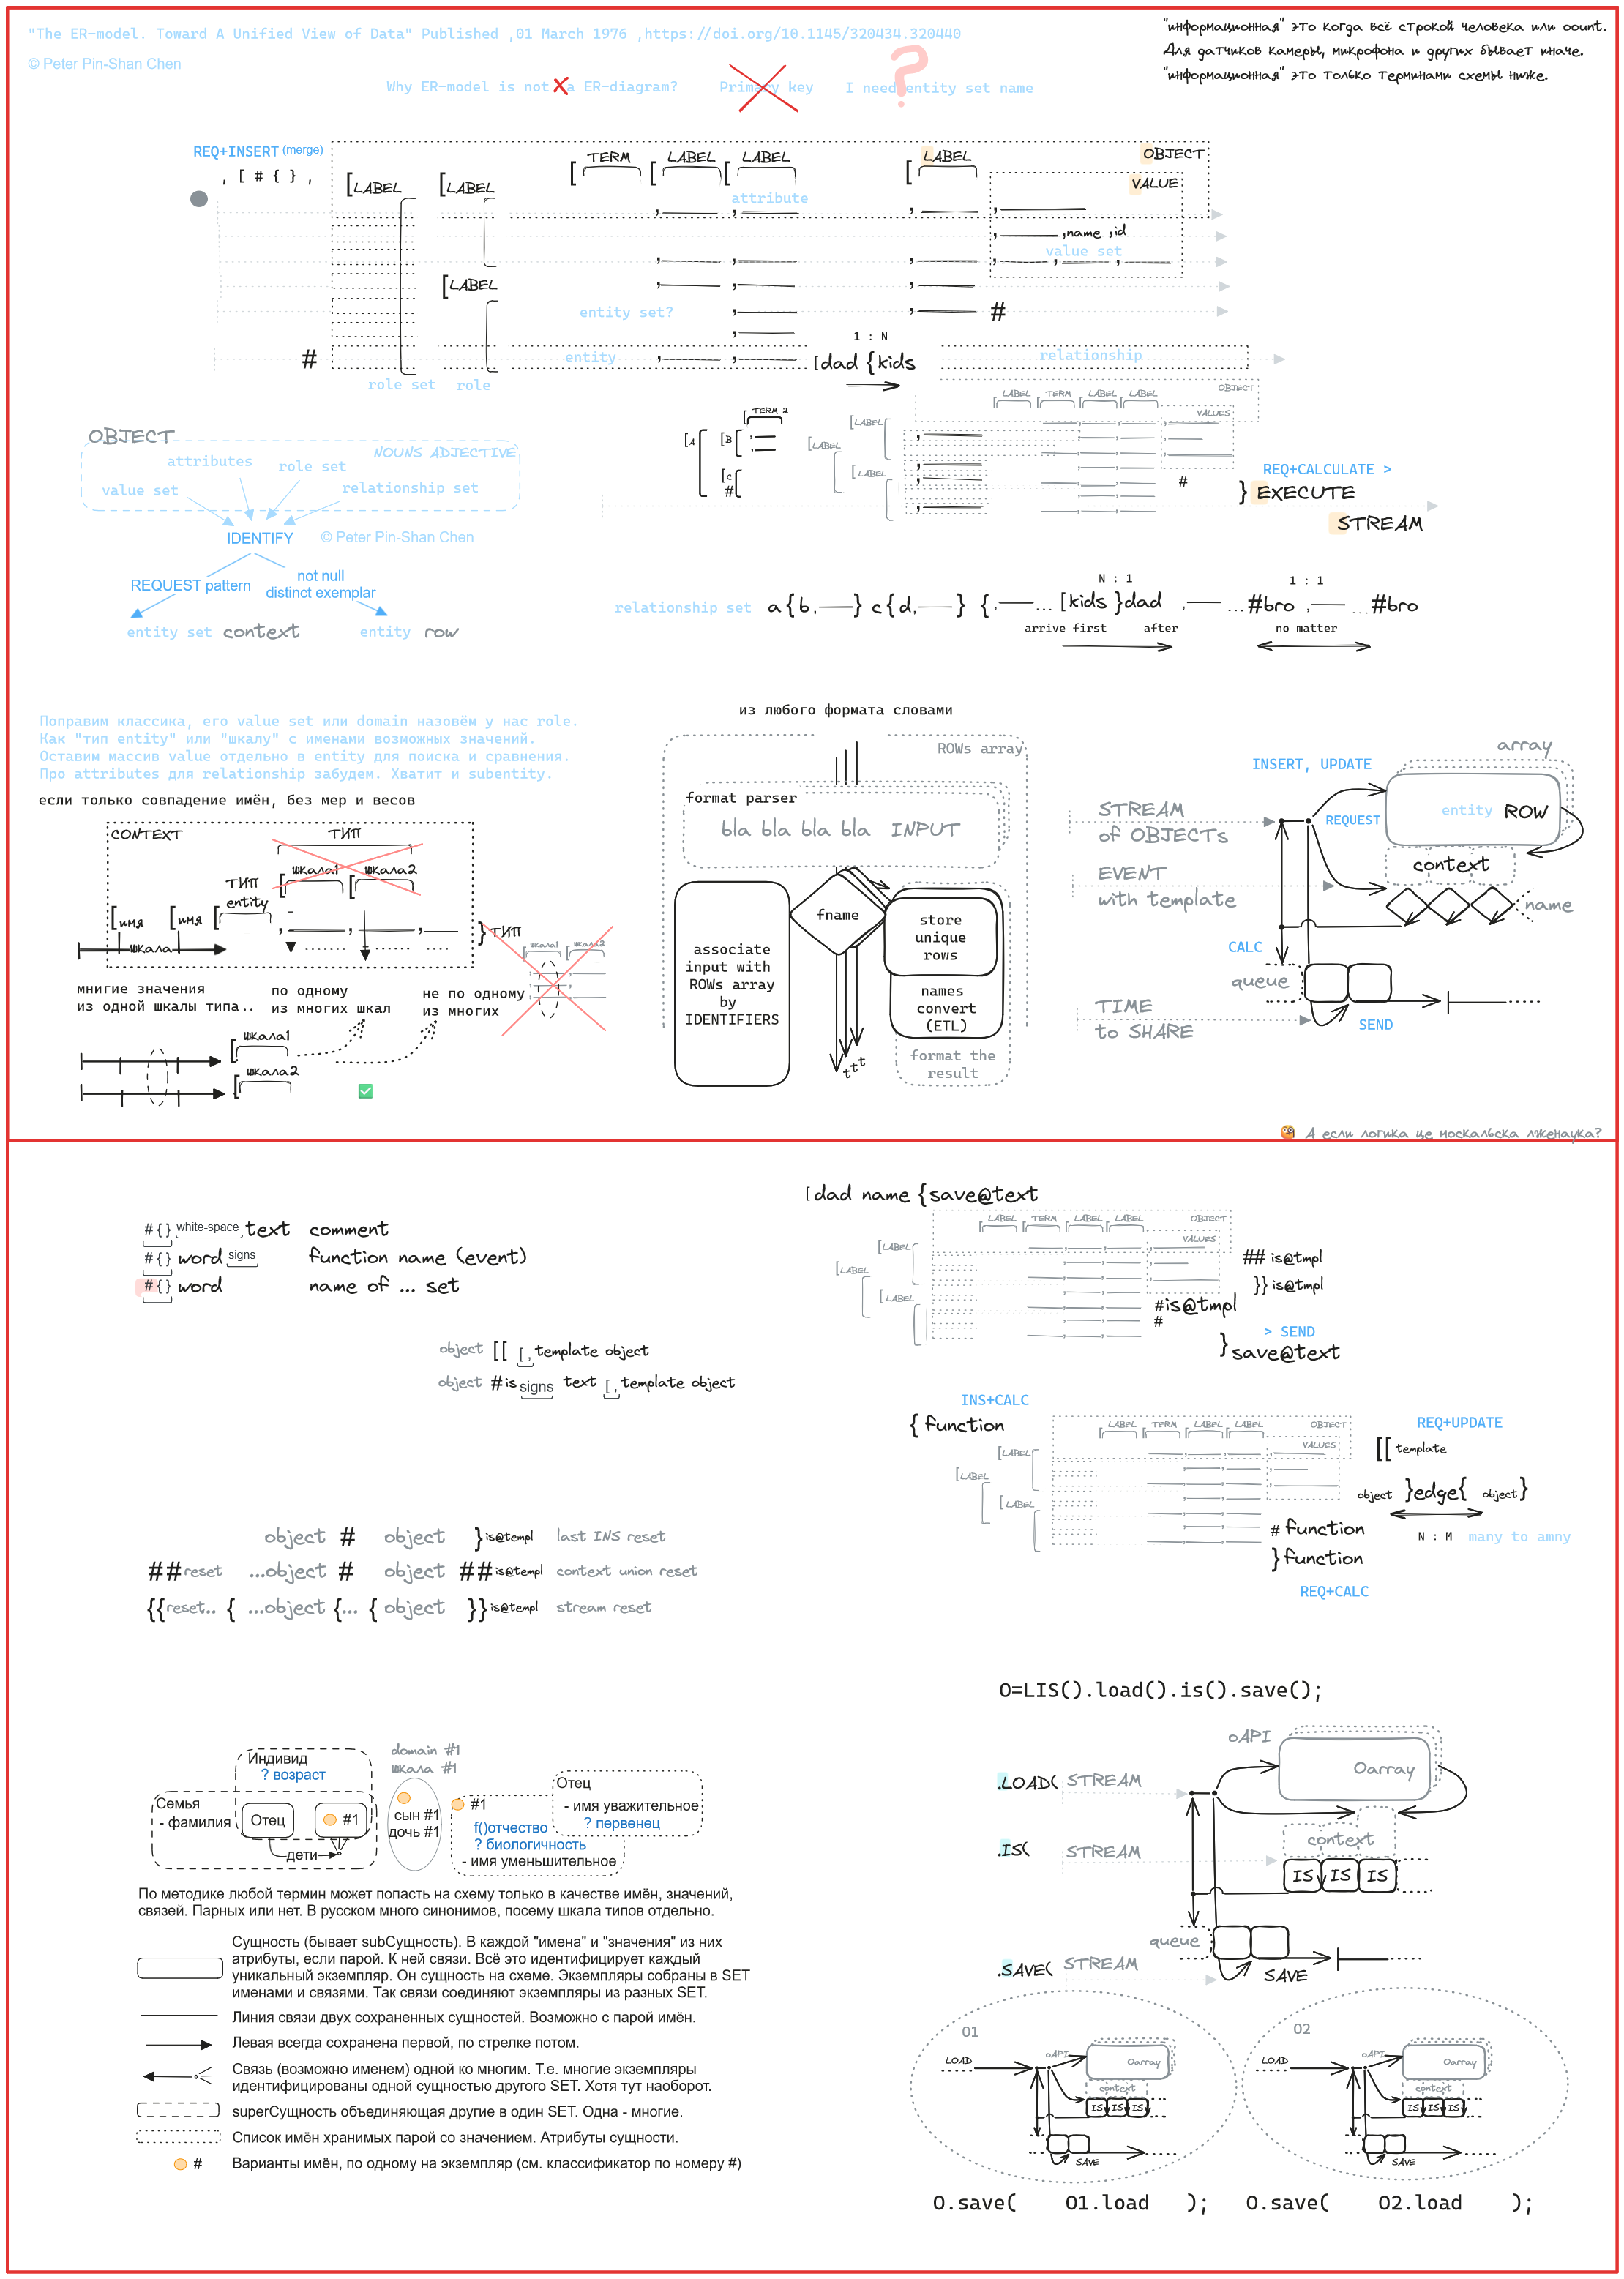 "The ER-model. Toward A Unified View of Data" Published ,01 March 1976 ,https://doi.org/10.1145/320434.320440
© Peter Pin-Shan Chen
"информационная" это когда всё строкой человека или count.
Для датчиков камеры, микрофона и других бывает иначе.
"информационная" это только терминами схемы ниже.
Why ER-model is not a ER-diagram?
Primary key
I need entity set name
?
REQ+INSERT (merge)
, [ # { } ,
[LABEL
[LABEL
[ TERM
[ LABEL
[ LABEL
[ LABEL
OBJECT
VALUE
attribute
,name ,id
value set
[LABEL
entity set?
#
#
entity
1 : N
[dad {kids
relationship
role set
role
OBJECT
NOUNS ADJECTIVE
attributes
role set
value set
relationship set
IDENTIFY
© Peter Pin-Shan Chen
REQUEST pattern
not null
distinct exemplar
entity set context
entity row
[ TERM 2
[A
[B
[C
#
LABEL TERM LABEL LABEL
OBJECT
VALUES
[LABEL
[LABEL
[LABEL
#
REQ+CALCULATE >
} EXECUTE
STREAM
relationship set
a{b,—} c{d,—} {,—... [kids }dad ,— ...#bro ,— ...#bro
N : 1
1 : 1
arrive first
after
no matter
Поправим классика, его value set или domain назовём у нас role.
Как "тип entity" или "шкалу" с именами возможных значений.
Оставим массив value отдельно в entity для поиска и сравнения.
Про attributes для relationship забудем. Хватит и subentity.
если только совпадение имён, без мер и весов
CONTEXT
ТИП
шкала1
шкала2
ТИП
entity
[имя
[имя
шкала
}ТИП
шкала1
шкала2
многие значения
из одной шкалы типа..
по одному
из многих шкал
не по одному
из многих
шкала1
шкала2
из любого формата словами
ROWs array
format parser
bla bla bla bla INPUT
fname
associate
input with
ROWs array
by
IDENTIFIERS
store
unique
rows
names
convert
(ETL)
format the
result
t t t
array
INSERT, UPDATE
STREAM
of OBJECTs
REQUEST
entity ROW
context
EVENT
with template
name
CALC
queue
TIME
to SHARE
SEND
А если логика це москальска лженаука?
# { } white-space text comment
# { } word signs function name (event)
# { } word name of ... set
object [[ [ , template object
object #is signs text [ , template object
[dad name {save@text
LABEL TERM LABEL LABEL
OBJECT
VALUES
[LABEL
[LABEL
[LABEL
## is@tmpl
}} is@tmpl
#is@tmpl
#
> SEND
}save@text
INS+CALC
{ function
LABEL TERM LABEL LABEL
OBJECT
VALUES
[LABEL
[LABEL
[LABEL
REQ+UPDATE
[[ template
object }edge{ object}
N : M many to amny
# function
}function
REQ+CALC
object # object }is@templ last INS reset
##reset ...object # object ##is@templ context union reset
{{reset.. { ...object {... { object }}is@templ stream reset
O=LIS().load().is().save();
oAPI
Oarray
.LOAD( STREAM
context
.IS( STREAM
IS IS IS
queue
.SAVE( STREAM
SAVE
O1
LOAD
oAPI
Oarray
context
IS IS IS
SAVE
O2
LOAD
oAPI
Oarray
context
IS IS IS
SAVE
O.save( O1.load );
O.save( O2.load );
Индивид
? возраст
Семья
- фамилия
Отец
#1
дети
domain #1
шкала #1
сын #1
дочь #1
#1
f()отчество
? биологичность
- имя уменьшительное
Отец
- имя уважительное
? первенец
По методике любой термин может попасть на схему только в качестве имён, значений,
связей. Парных или нет. В русском много синонимов, посему шкала типов отдельно.
Сущность (бывает subСущность). В каждой "имена" и "значения" из них
атрибуты, если парой. К ней связи. Всё это идентифицирует каждый
уникальный экземпляр. Он сущность на схеме. Экземпляры собраны в SET
именами и связями. Так связи соединяют экземпляры из разных SET.
Линия связи двух сохраненных сущностей. Возможно с парой имён.
Левая всегда сохранена первой, по стрелке потом.
Связь (возможно именем) одной ко многим. Т.е. многие экземпляры
идентифицированы одной сущностью другого SET. Хотя тут наоборот.
superСущность объединяющая другие в один SET. Одна - многие.
Список имён хранимых парой со значением. Атрибуты сущности.
# Варианты имён, по одному на экземпляр (см. классификатор по номеру #)